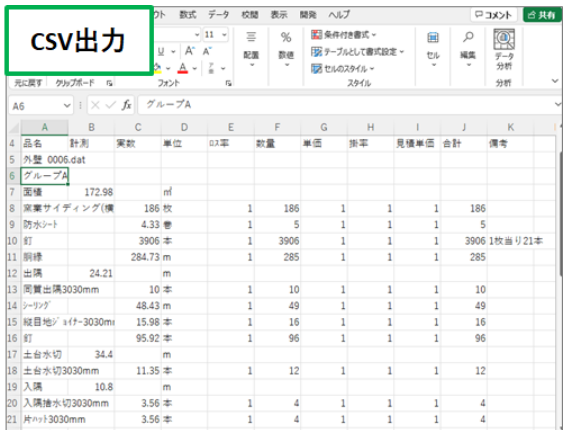 CSV出力
ウト 数式 データ 校閲 表示 開発 ヘルプ
コメント 共有
11
U A A
A
配置
% 数値
条件付き書式
テーブルとして書式設定
セルのスタイル
セル
編集
データ
分析
元に戻す クリップボード フォント スタイル 分析
A6 fx グループA
A B C D E F G H I J K
4 品名 計測 実数 単位 ロス率 数量 単価 掛率 見積単価 合計 備考
5 外壁 0006.dat
6 グループA
7 面積 172.98 ㎡
8 窯業サイディング(横 186 枚 1 186 1 1 1 186
9 防水シート 4.33 巻 1 5 1 1 1 5
10 釘 3906 本 1 3906 1 1 1 3906 1枚当り21本
11 胴縁 284.73 m 1 285 1 1 1 285
12 出隅 24.21 m
13 同質出隅3030mm 10 本 1 10 1 1 1 10
14 シーリング 48.43 m 1 49 1 1 1 49
15 縦目地ジョイナー3030mm 15.98 本 1 16 1 1 1 16
16 釘 95.92 本 1 96 1 1 1 96
17 土台水切 34.4 m
18 土台水切3030mm 11.35 本 1 12 1 1 1 12
19 入隅 10.8 m
20 入隅捨水切3030mm 3.56 本 1 4 1 1 1 4
21 片ハット3030mm 3.56 本 1 4 1 1 1 4